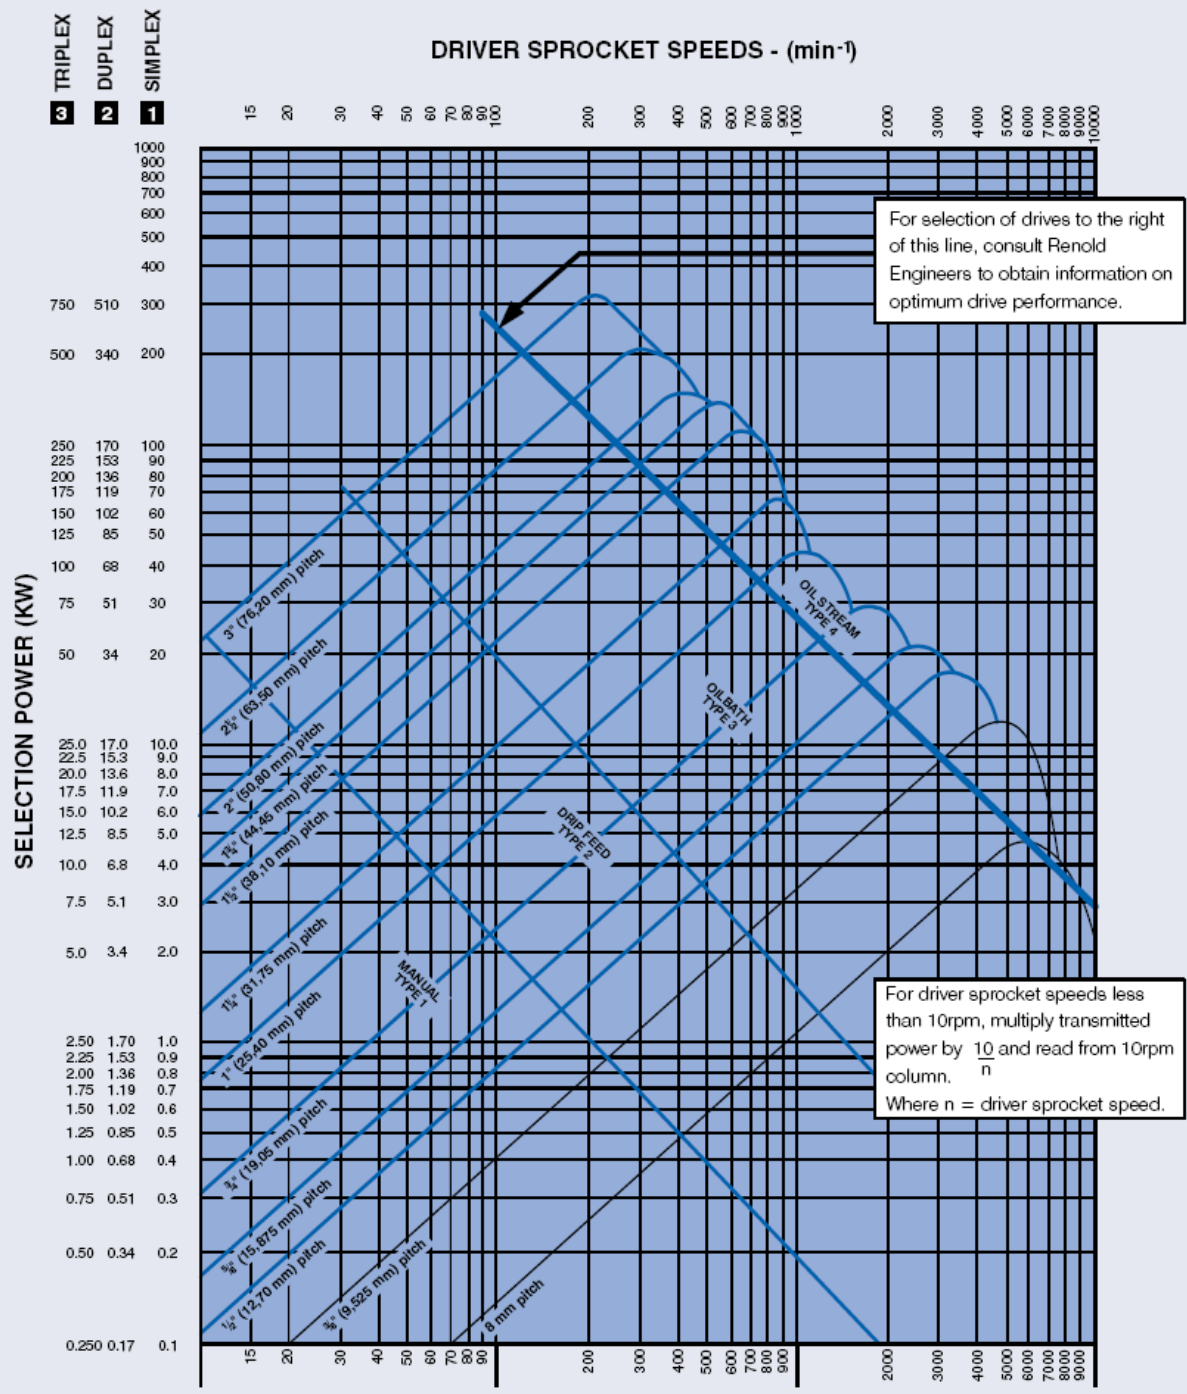 DRIVER SPROCKET SPEEDS - (min-1)
TRIPLEX DUPLEX SIMPLEX
3 2 1
15 20 30 40 50 60 70 80 90 100 200 300 400 500 600 700 800 900 1000 2000 3000 4000 5000 6000 7000 8000 9000 10000
1000
900
800
700
600
500
400
750 510 300
500 340 200
250 170 100
225 153 90
200 136 80
175 119 70
150 102 60
125 85 50
100 68 40
75 51 30
50 34 20
25.0 17.0 10.0
22.5 15.3 9.0
20.0 13.6 8.0
17.5 11.9 7.0
15.0 10.2 6.0
12.5 8.5 5.0
10.0 6.8 4.0
7.5 5.1 3.0
5.0 3.4 2.0
2.50 1.70 1.0
2.25 1.53 0.9
2.00 1.36 0.8
1.75 1.19 0.7
1.50 1.02 0.6
1.25 0.85 0.5
1.00 0.68 0.4
0.75 0.51 0.3
0.50 0.34 0.2
0.250 0.17 0.1
SELECTION POWER (KW)
For selection of drives to the right
of this line, consult Renold
Engineers to obtain information on
optimum drive performance.
3" (76,20 mm) pitch
2½" (63,50 mm) pitch
2" (50,80 mm) pitch
1¾" (44,45 mm) pitch
1½" (38,10 mm) pitch
1¼" (31,75 mm) pitch
1" (25,40 mm) pitch
¾" (19,05 mm) pitch
⅝" (15,875 mm) pitch
½" (12,70 mm) pitch
⅜" (9,525 mm) pitch
8 mm pitch
OIL STREAM
TYPE 4
OILBATH
TYPE 3
DRIP FEED
TYPE 2
MANUAL
TYPE 1
For driver sprocket speeds less
than 10rpm, multiply transmitted
power by 10/n and read from 10rpm
column.
Where n = driver sprocket speed.
15 20 30 40 50 60 70 80 90 200 300 400 500 600 700 800 900 2000 3000 4000 5000 6000 7000 8000 9000